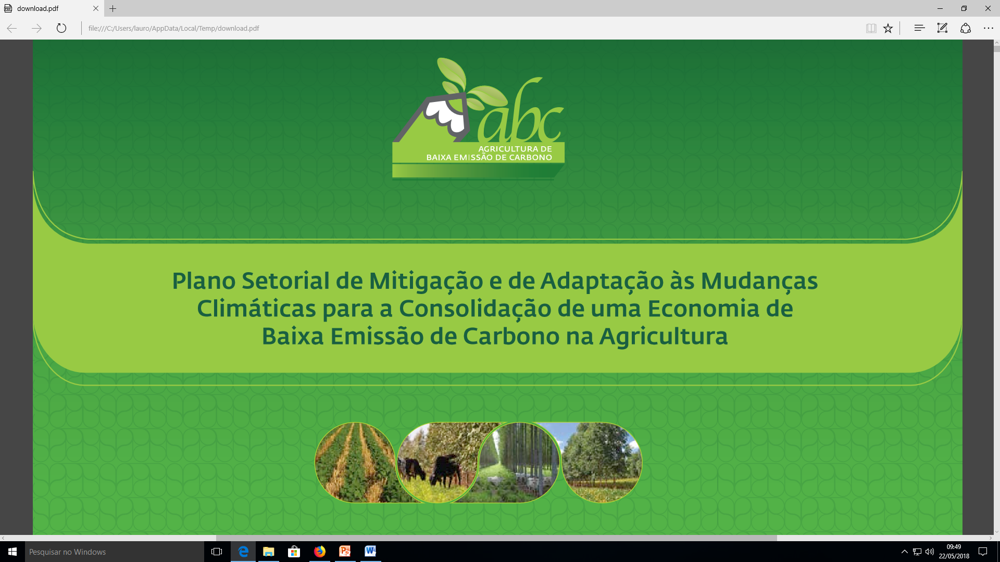 download.pdf
file:///C:/Users/lauro/AppData/Local/Temp/download.pdf
abc
AGRICULTURA DE
BAIXA EMISSÃO DE CARBONO
Plano Setorial de Mitigação e de Adaptação às Mudanças
Climáticas para a Consolidação de uma Economia de
Baixa Emissão de Carbono na Agricultura
Pesquisar no Windows
09:49
22/05/2018